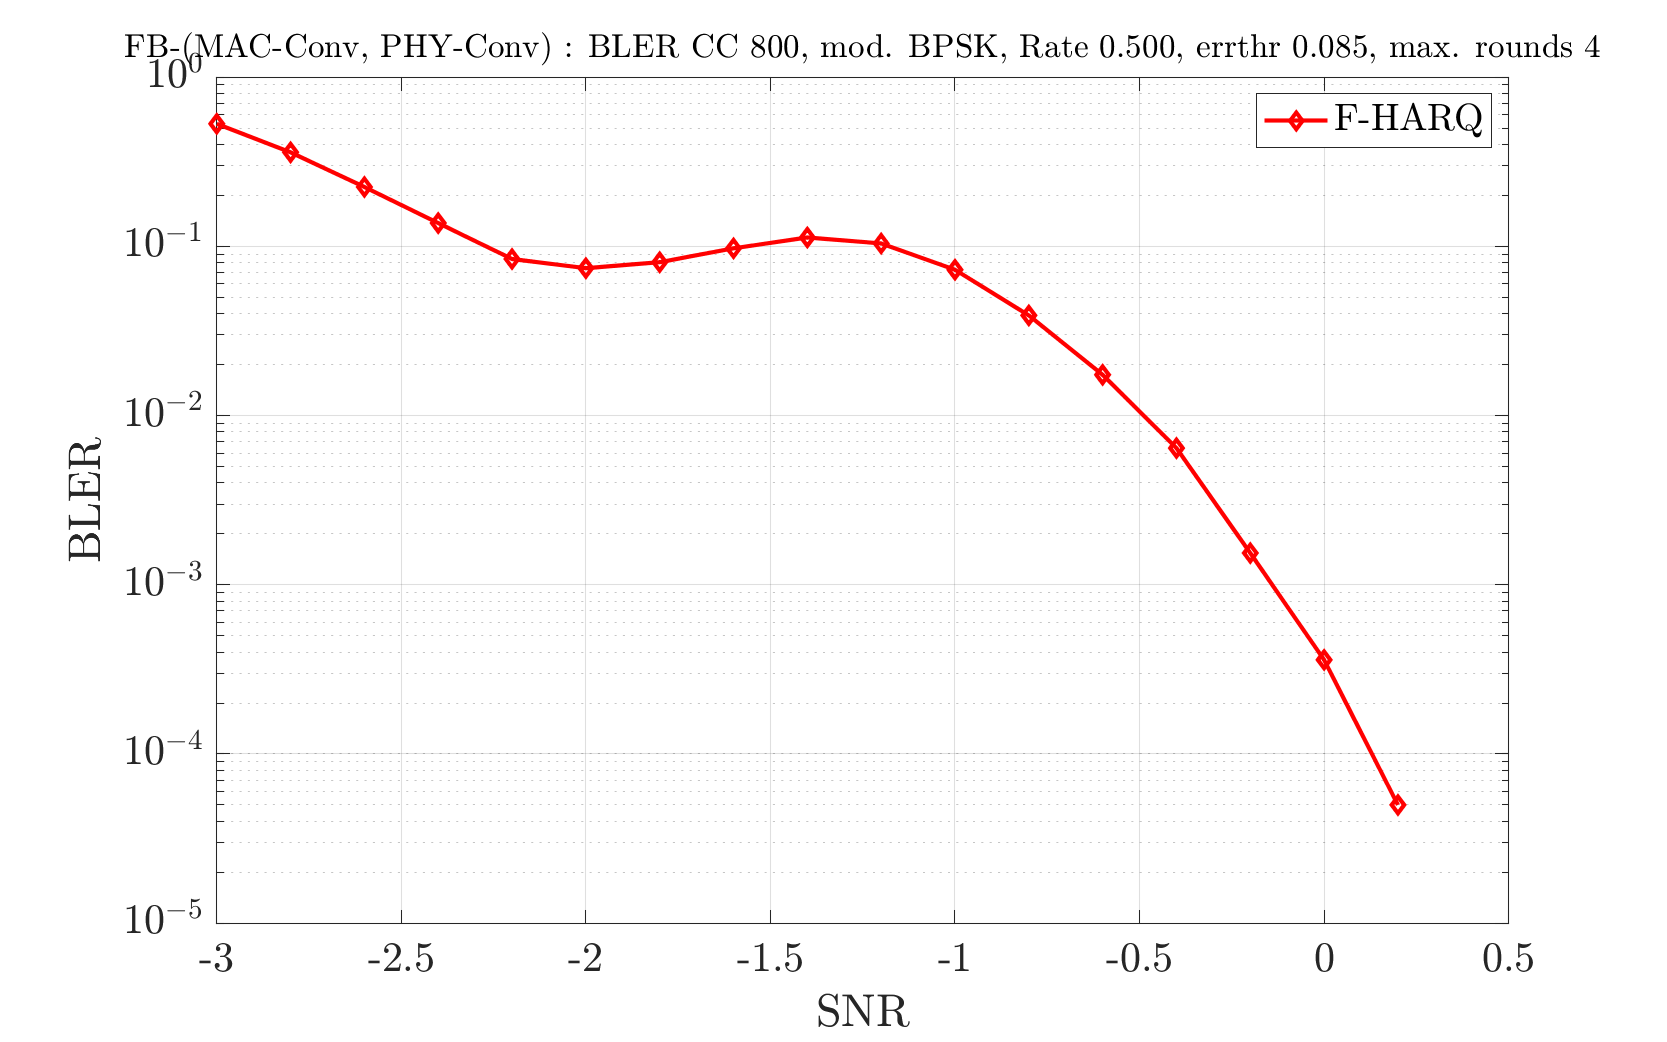 FB-(MAC-Conv, PHY-Conv) : BLER CC 800, mod. BPSK, Rate 0.500, errthr 0.085, max. rounds 4
10^0
F-HARQ
10^-1
10^-2
BLER
10^-3
10^-4
10^-5
-3 -2.5 -2 -1.5 -1 -0.5 0 0.5
SNR